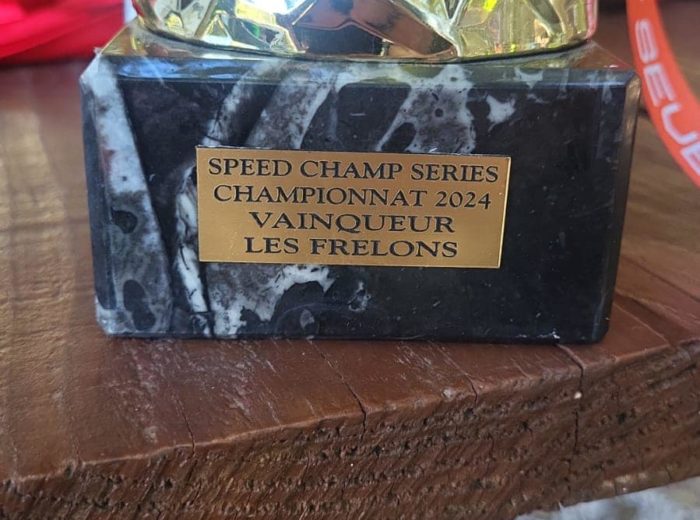 SPEED CHAMP SERIES
CHAMPIONNAT 2024
VAINQUEUR
LES FRELONS